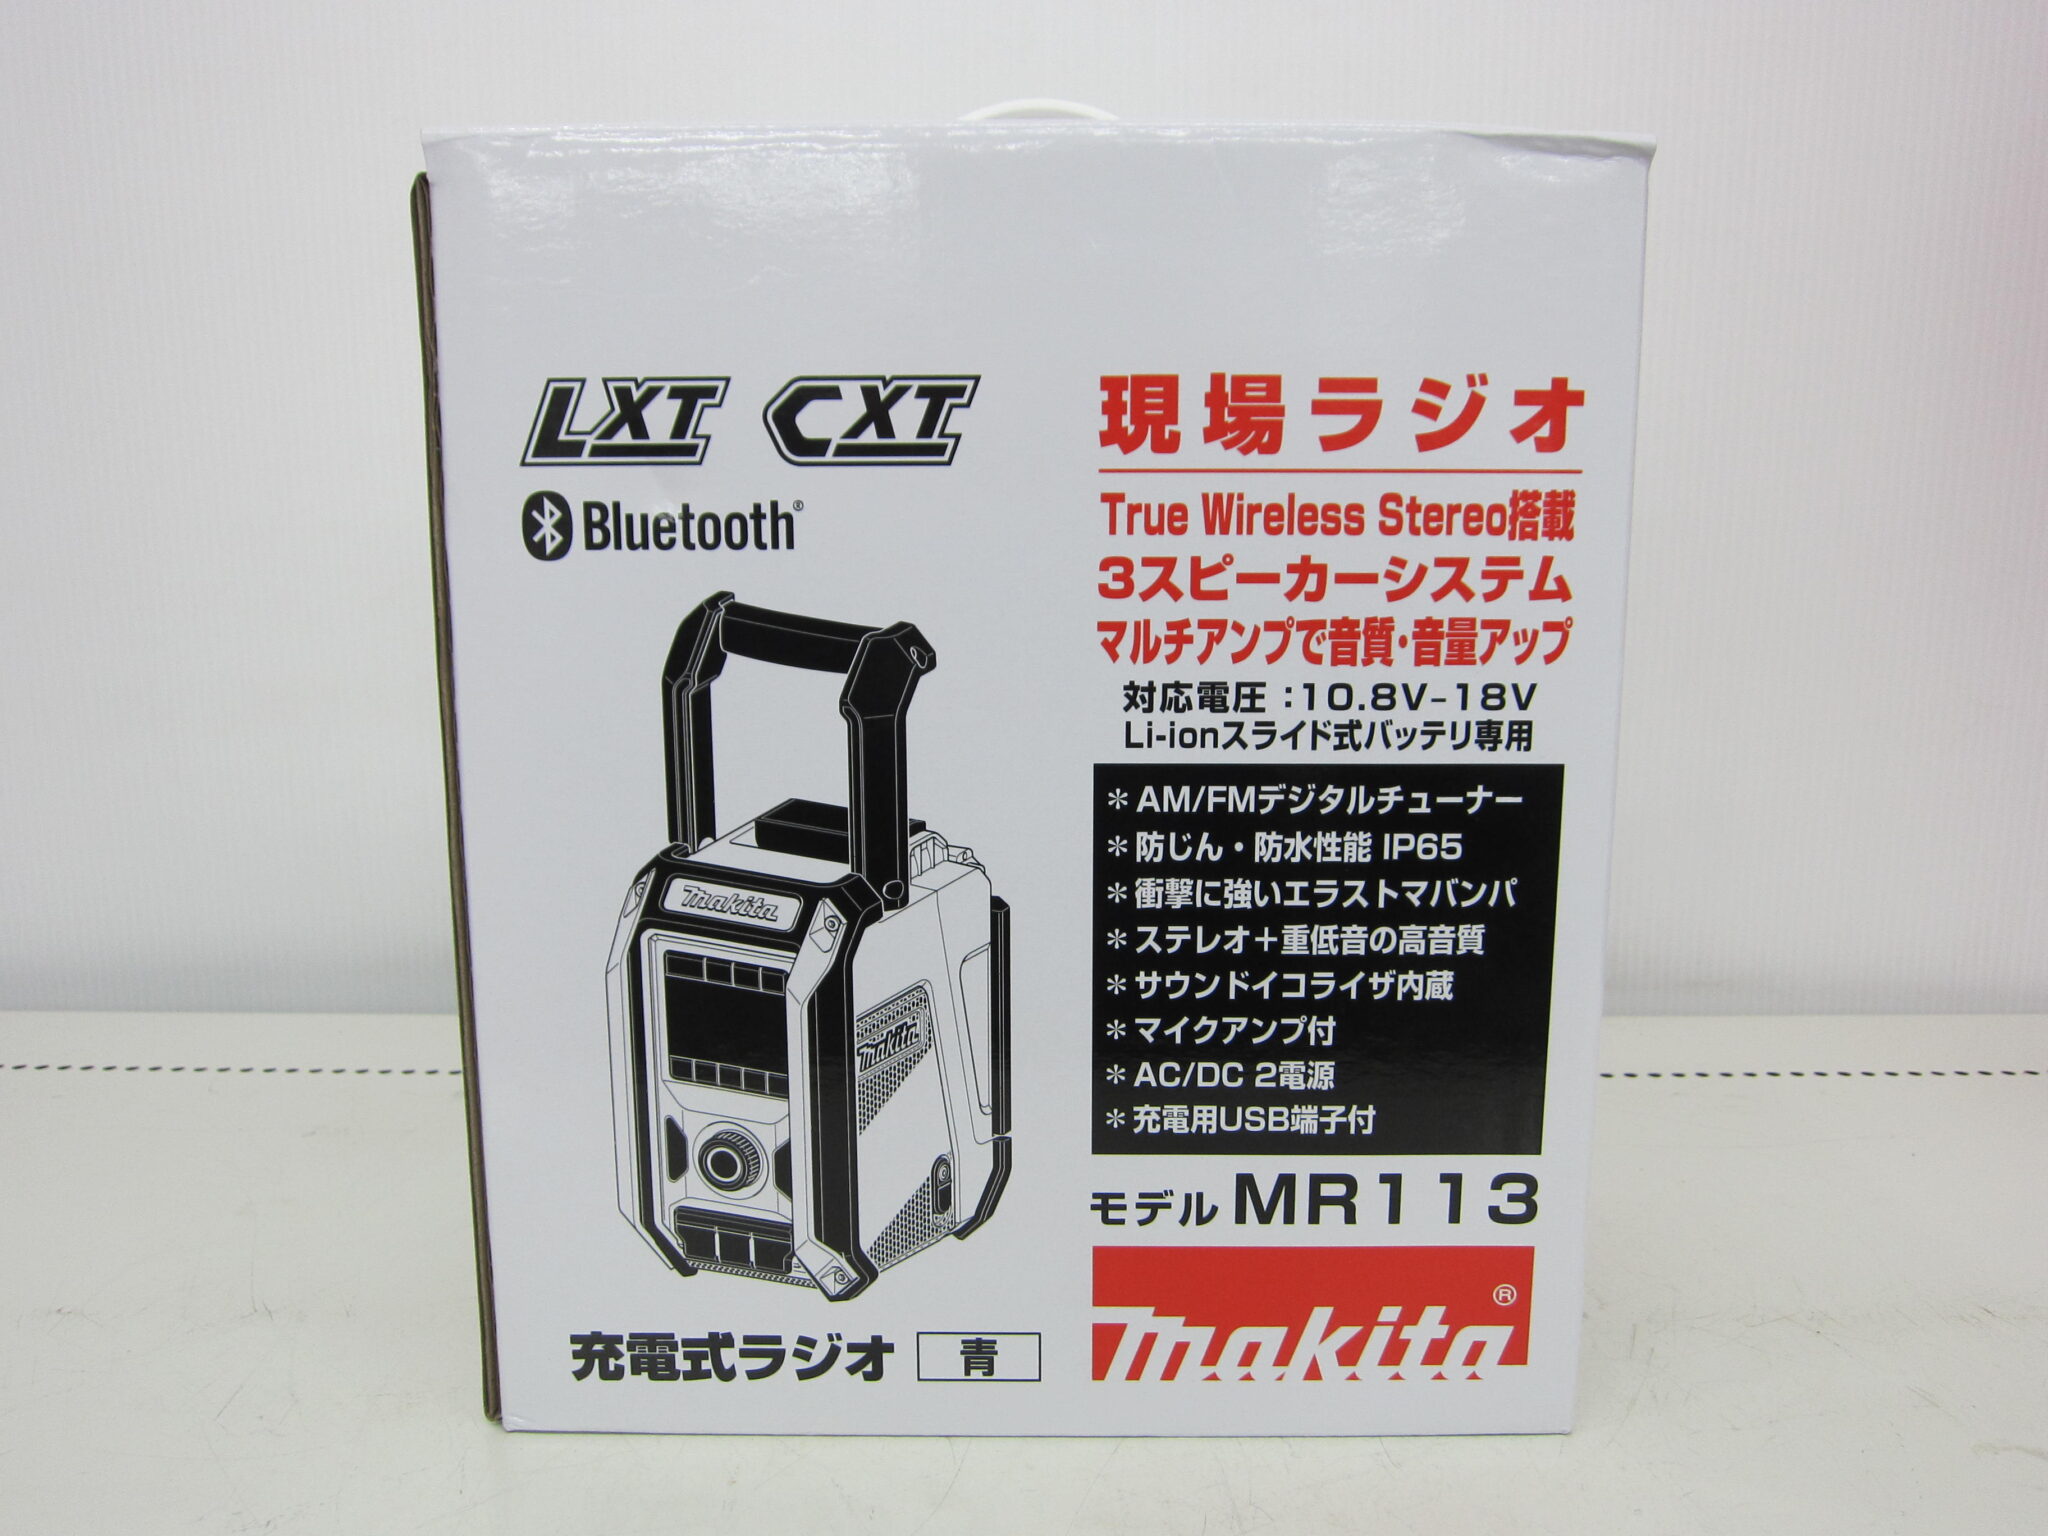 LXT CXT
Bluetooth®
現場ラジオ
True Wireless Stereo搭載
3スピーカーシステム
マルチアンプで音質・音量アップ
対応電圧:10.8V-18V
Li-ionスライド式バッテリ専用
＊AM/FMデジタルチューナー
＊防じん・防水性能 IP65
＊衝撃に強いエラストマバンパ
＊ステレオ＋重低音の高音質
＊サウンドイコライザ内蔵
＊マイクアンプ付
＊AC/DC 2電源
＊充電用USB端子付
モデル MR113
makita®
makita
makita
充電式ラジオ 青